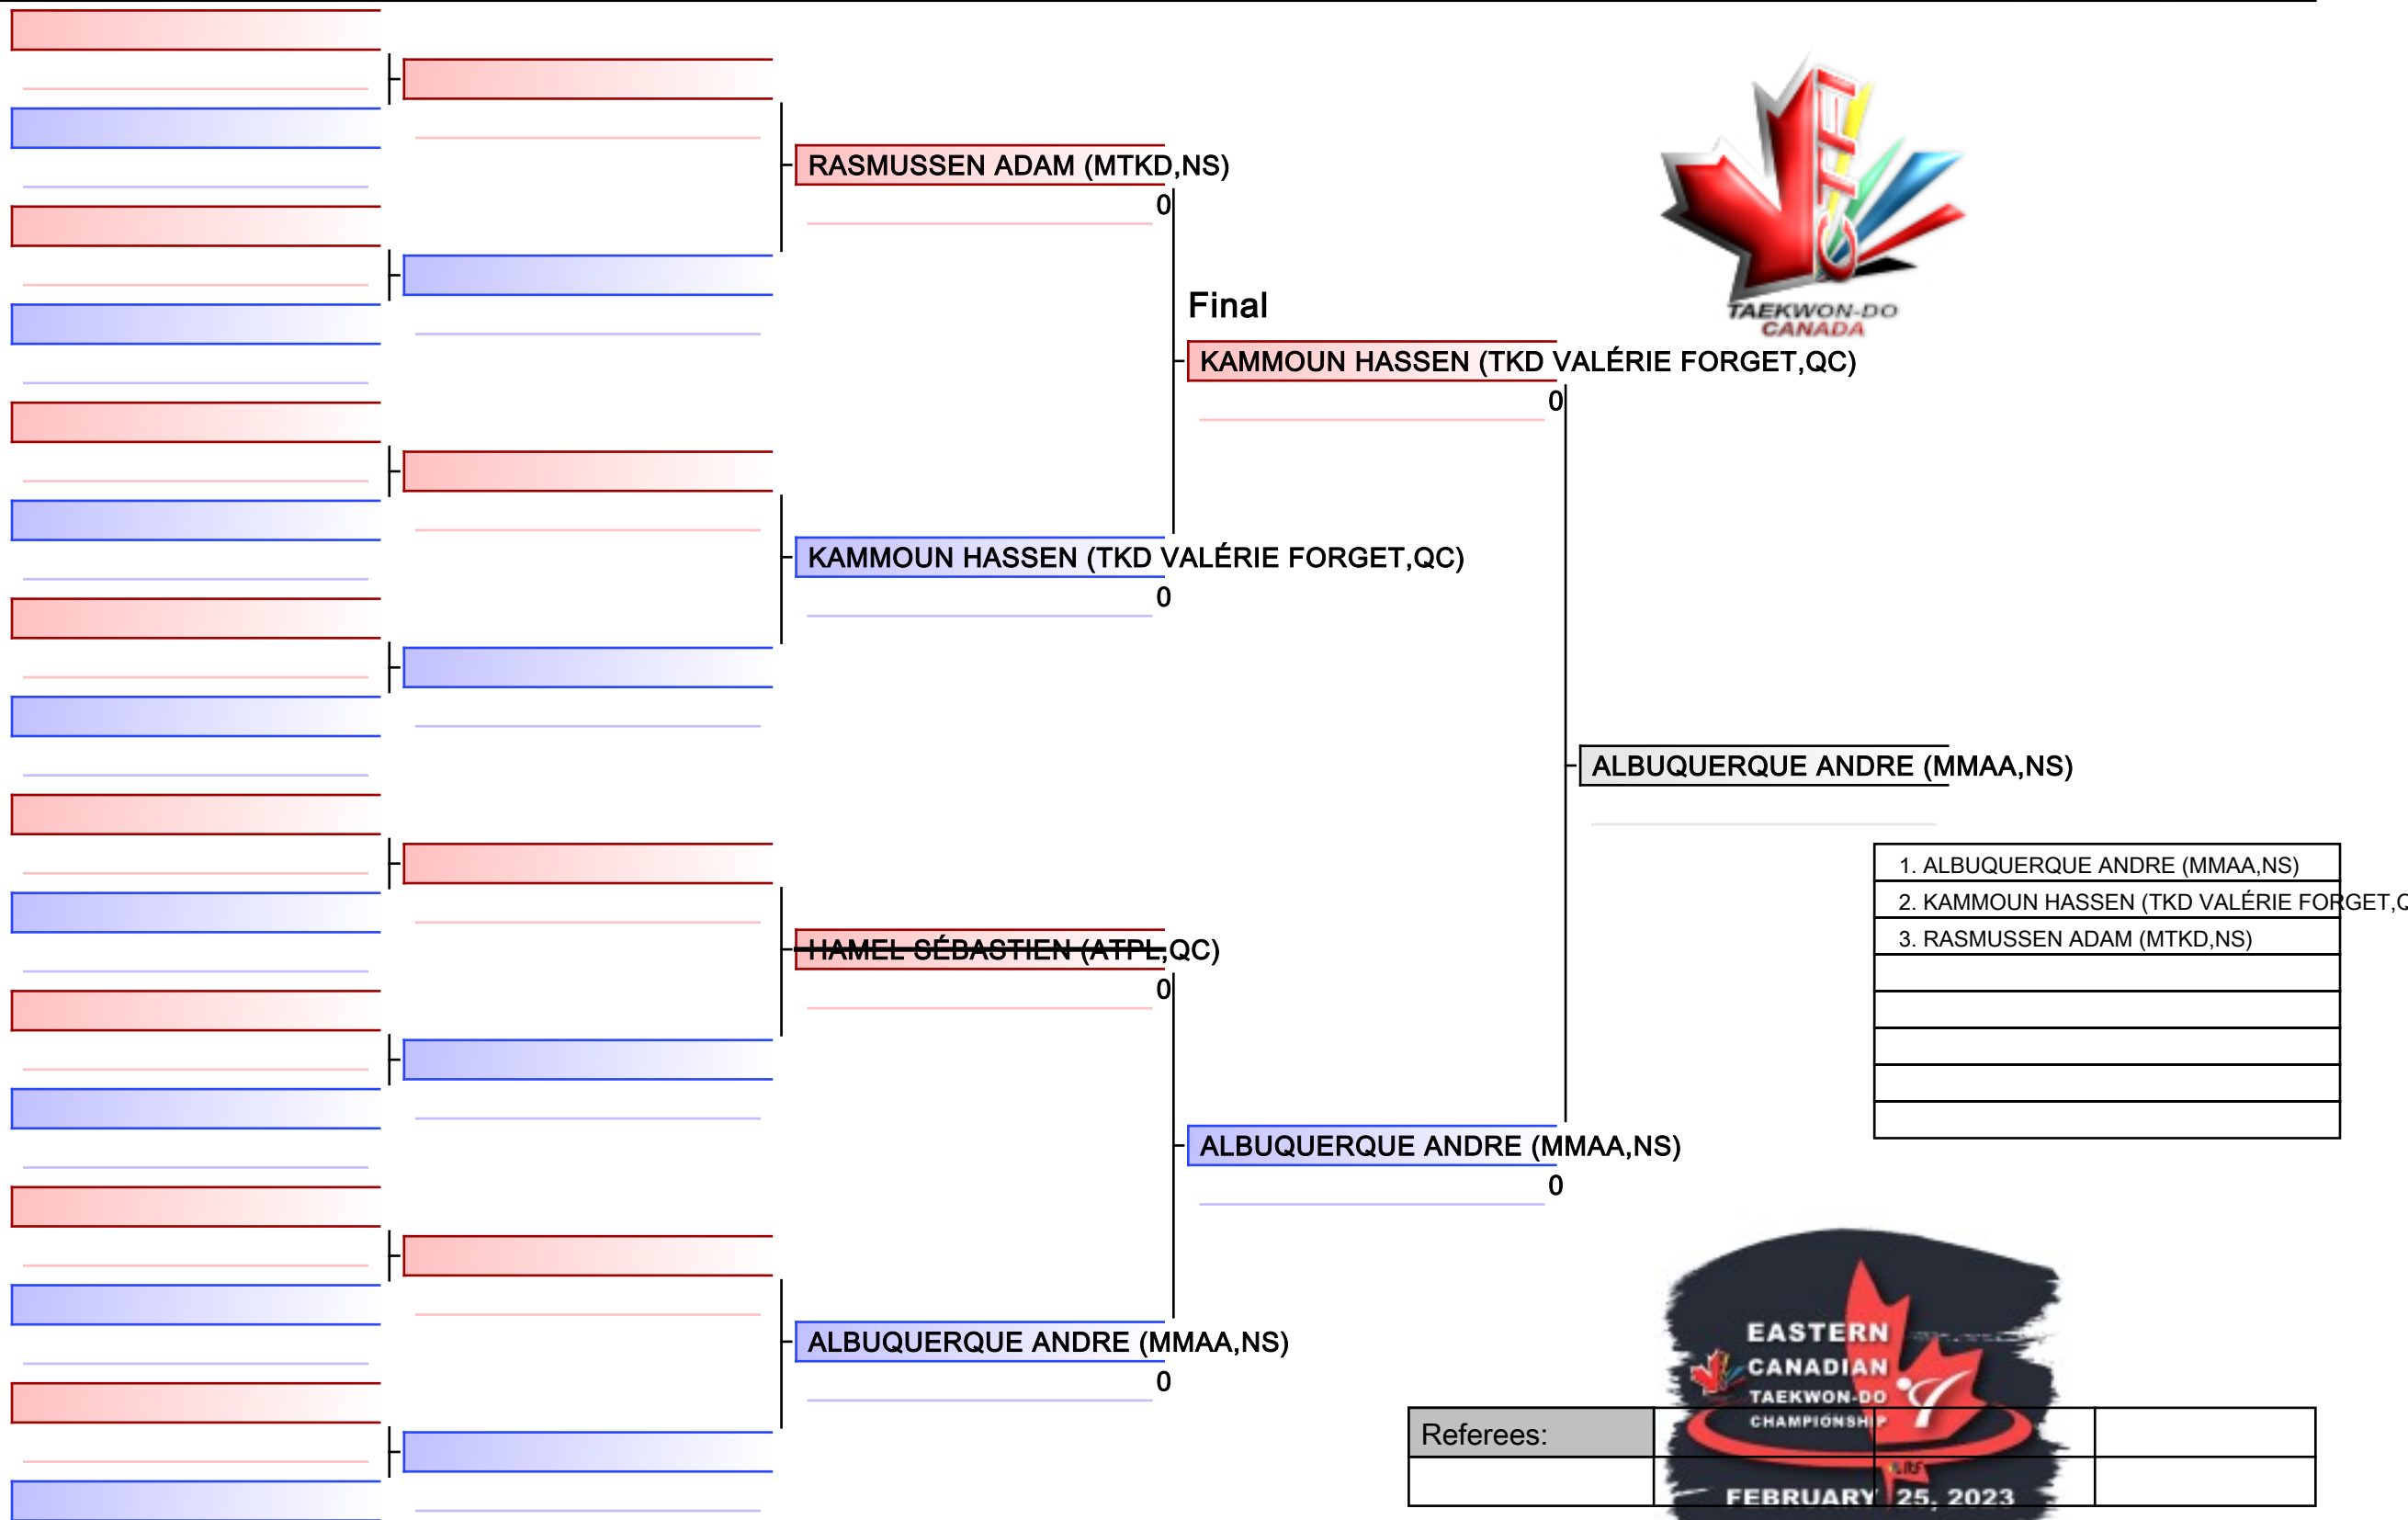 RASMUSSEN ADAM (MTKD,NS)
0
CTFI
TAEKWON-DO
CANADA
Final
KAMMOUN HASSEN (TKD VALÉRIE FORGET,QC)
0
KAMMOUN HASSEN (TKD VALÉRIE FORGET,QC)
0
ALBUQUERQUE ANDRE (MMAA,NS)
1. ALBUQUERQUE ANDRE (MMAA,NS)
2. KAMMOUN HASSEN (TKD VALÉRIE FORGET,Q
3. RASMUSSEN ADAM (MTKD,NS)
HAMEL SÉBASTIEN (ATPL,QC)
0
ALBUQUERQUE ANDRE (MMAA,NS)
0
ALBUQUERQUE ANDRE (MMAA,NS)
0
EASTERN
CANADIAN
TAEKWON-DO
CHAMPIONSHIP
Referees:
itf
FEBRUARY 25, 2023